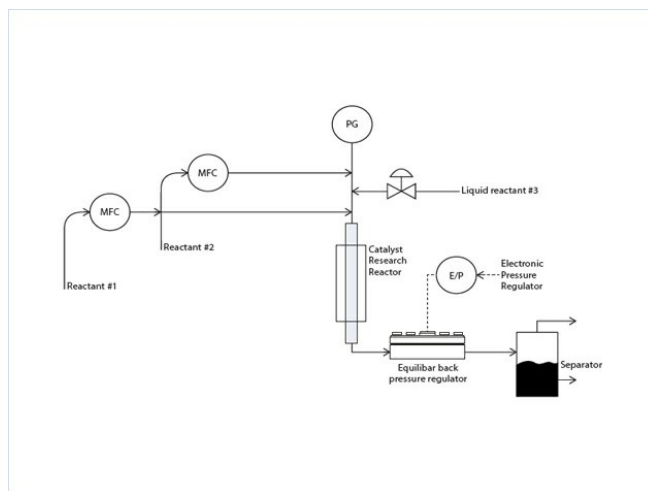 PG
MFC
Liquid reactant #3
MFC
Reactant #2
Catalyst
Research
Reactor
Electronic
Pressure
Regulator
E/P
Reactant #1
Separator
Equilibar back
pressure regulator